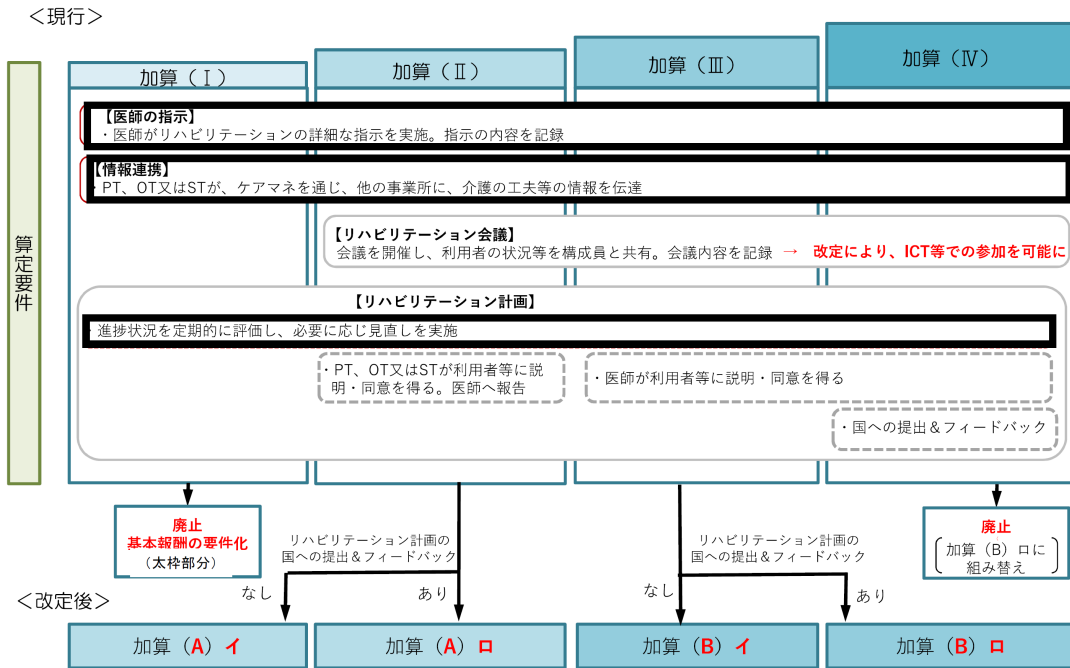 ＜現行＞
加算（Ⅰ）
加算（Ⅱ）
加算（Ⅲ）
加算（Ⅳ）
算定要件
【医師の指示】
・医師がリハビリテーションの詳細な指示を実施。指示の内容を記録
【情報連携】
・PT、OT又はSTが、ケアマネを通じ、他の事業所に、介護の工夫等の情報を伝達
【リハビリテーション会議】
会議を開催し、利用者の状況等を構成員と共有。会議内容を記録 → 改定により、ICT等での参加を可能に
【リハビリテーション計画】
・進捗状況を定期的に評価し、必要に応じ見直しを実施
・PT、OT又はSTが利用者等に説
明・同意を得る。医師へ報告
・医師が利用者等に説明・同意を得る
・国への提出＆フィードバック
廃止
基本報酬の要件化
（太枠部分）
リハビリテーション計画の
国への提出＆フィードバック
なし
あり
リハビリテーション計画の
国への提出＆フィードバック
なし
あり
廃止
加算（B）ロに
組み替え
＜改定後＞
加算（A）イ
加算（A）ロ
加算（B）イ
加算（B）ロ